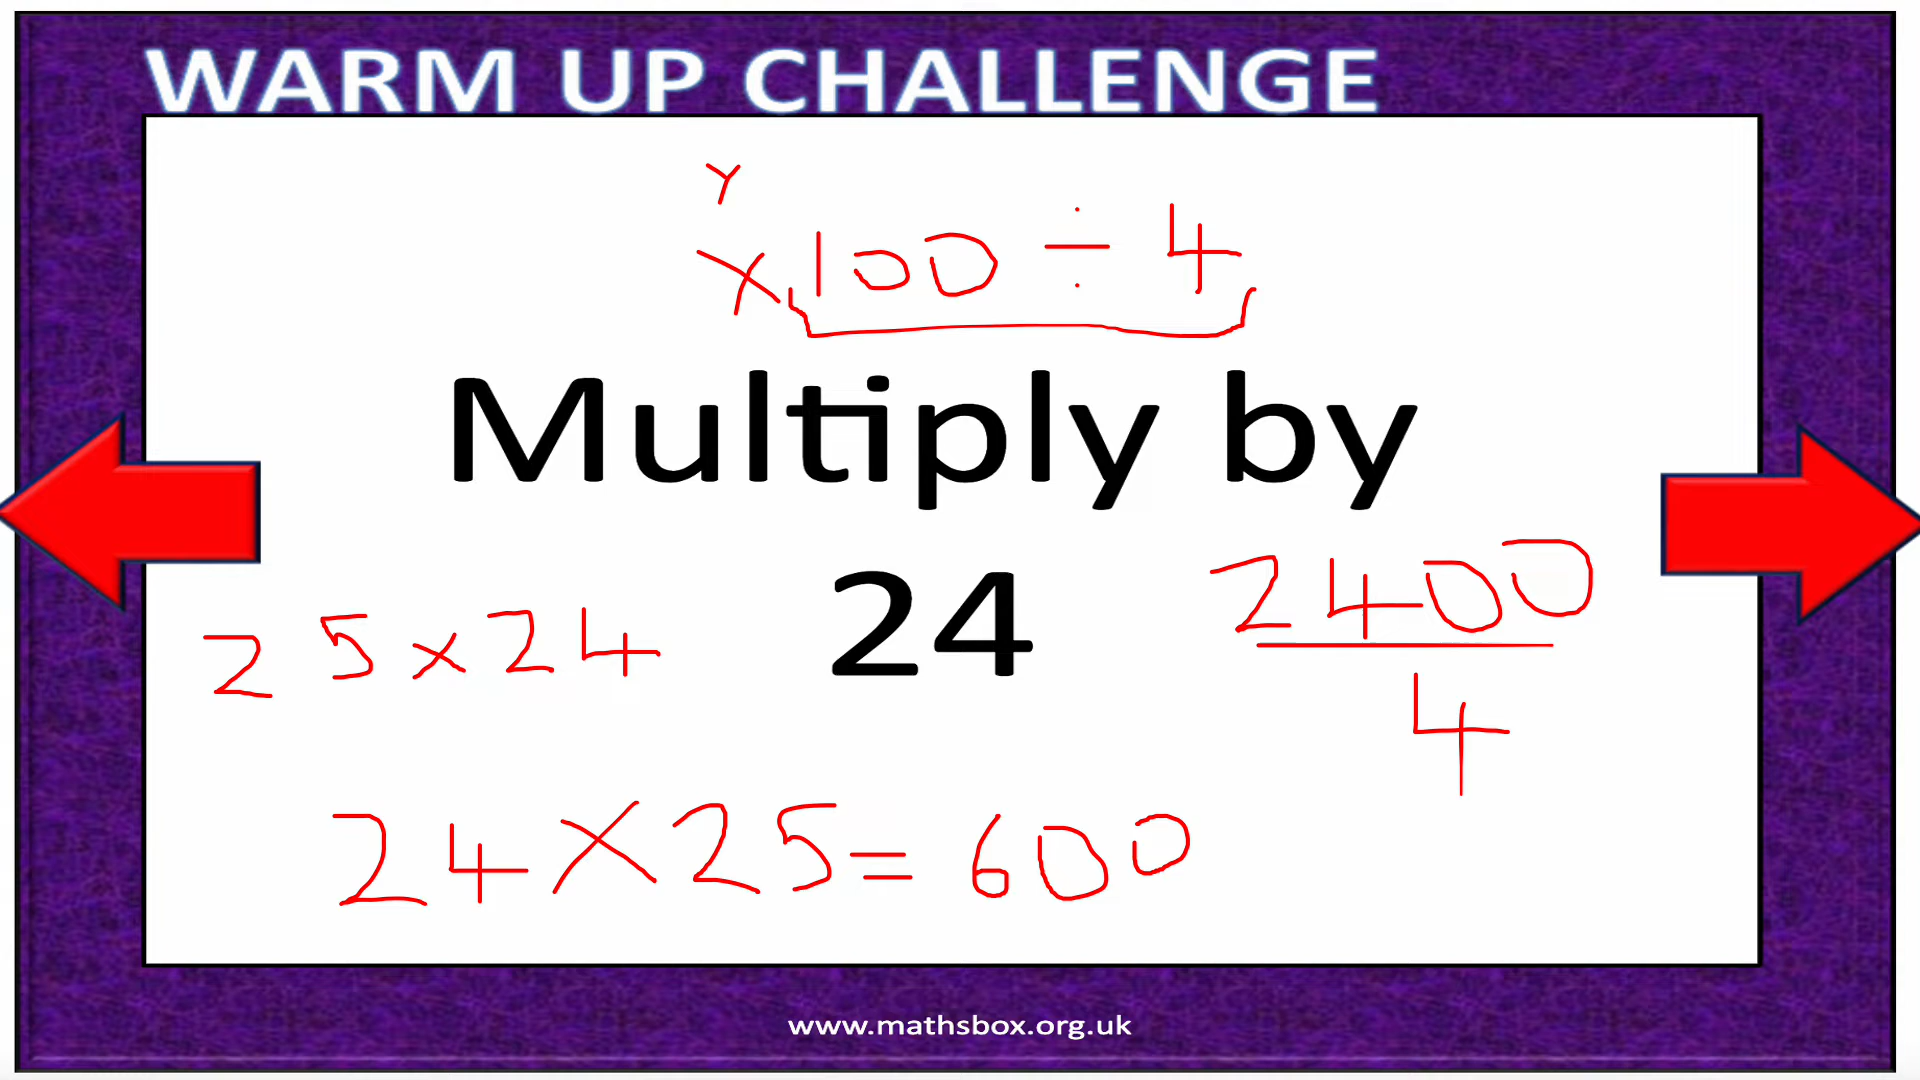 WARM UP CHALLENGE
Y
×100 ÷ 4
Multiply by
24
25×24
2400
4
24×25=600
www.mathsbox.org.uk